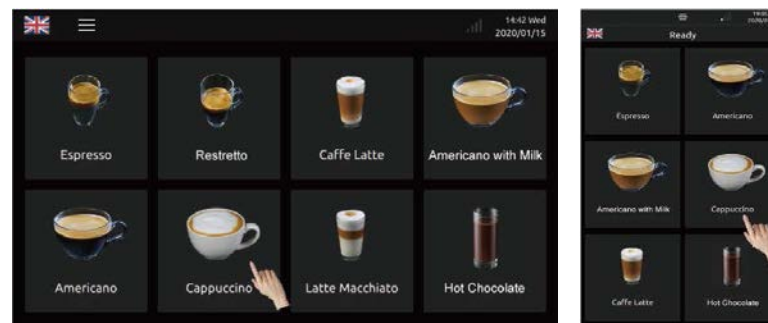 14:42 Wed
2020/01/15
Espresso
Restretto
Caffe Latte
Americano with Milk
Americano
Cappuccino
Latte Macchiato
Hot Chocolate
Ready
Espresso
Americano
Americano with Milk
Cappuccino
Caffe Latte
Hot Chocolate